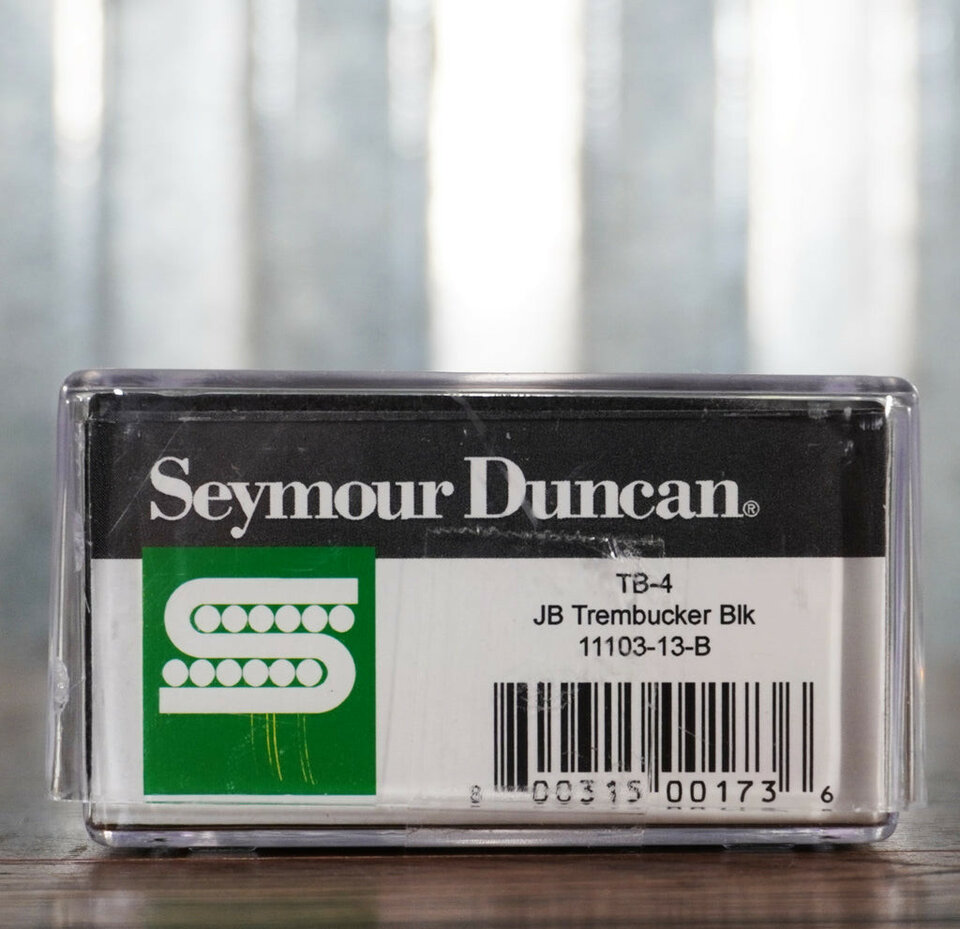 Seymour Duncan®
TB-4
JB Trembucker Blk
11103-13-B
8 00315 00173 6